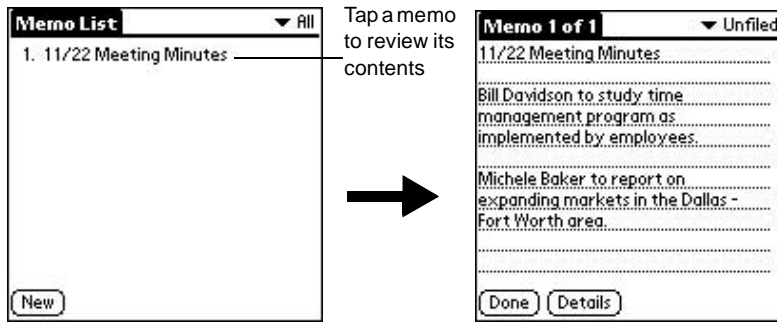 Memo List
All
1. 11/22 Meeting Minutes
New
Tap a memo
to review its
contents
Memo 1 of 1
Unfiled
11/22 Meeting Minutes
Bill Davidson to study time
management program as
implemented by employees.
Michele Baker to report on
expanding markets in the Dallas -
Fort Worth area.
Done
Details